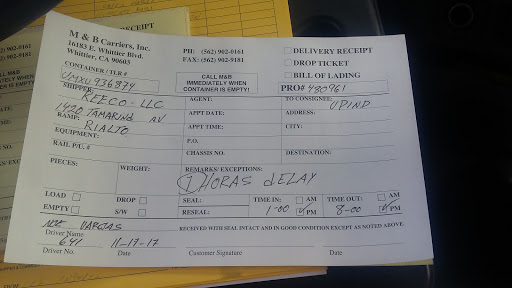 M & B Carriers, Inc.
16183 E. Whittier Blvd.
Whittier, CA 90603
PH: (562) 902-0161
FAX: (562) 902-9181
DELIVERY RECEIPT
DROP TICKET
BILL OF LADING
CONTAINER / TLR #
UMXU936874
CALL M&B
IMMEDIATELY WHEN
CONTAINER IS EMPTY!
PRO# 480961
SHIPPER:
REECO-LLC
AGENT:
TO CONSIGNEE:
UPIND
1420 TAMARIND AV
APPT DATE:
ADDRESS:
RAMP:
RIALTO
APPT TIME:
CITY:
EQUIPMENT:
P.O.
RAIL P/U #
CHASSIS NO.
DESTINATION:
PIECES:
WEIGHT:
REMARKS/ EXCEPTIONS:
7 HORAS dELAY
LOAD
DROP
SEAL:
TIME IN:
AM
TIME OUT:
AM
EMPTY
S/W
RESEAL:
1-00
PM
8-00
PM
RECEIVED WITH SEAL INTACT AND IN GOOD CONDITION EXCEPT AS NOTED ABOVE.
VARGAS
Driver Name
641 11-17-17
Driver No. Date Customer Signature Date